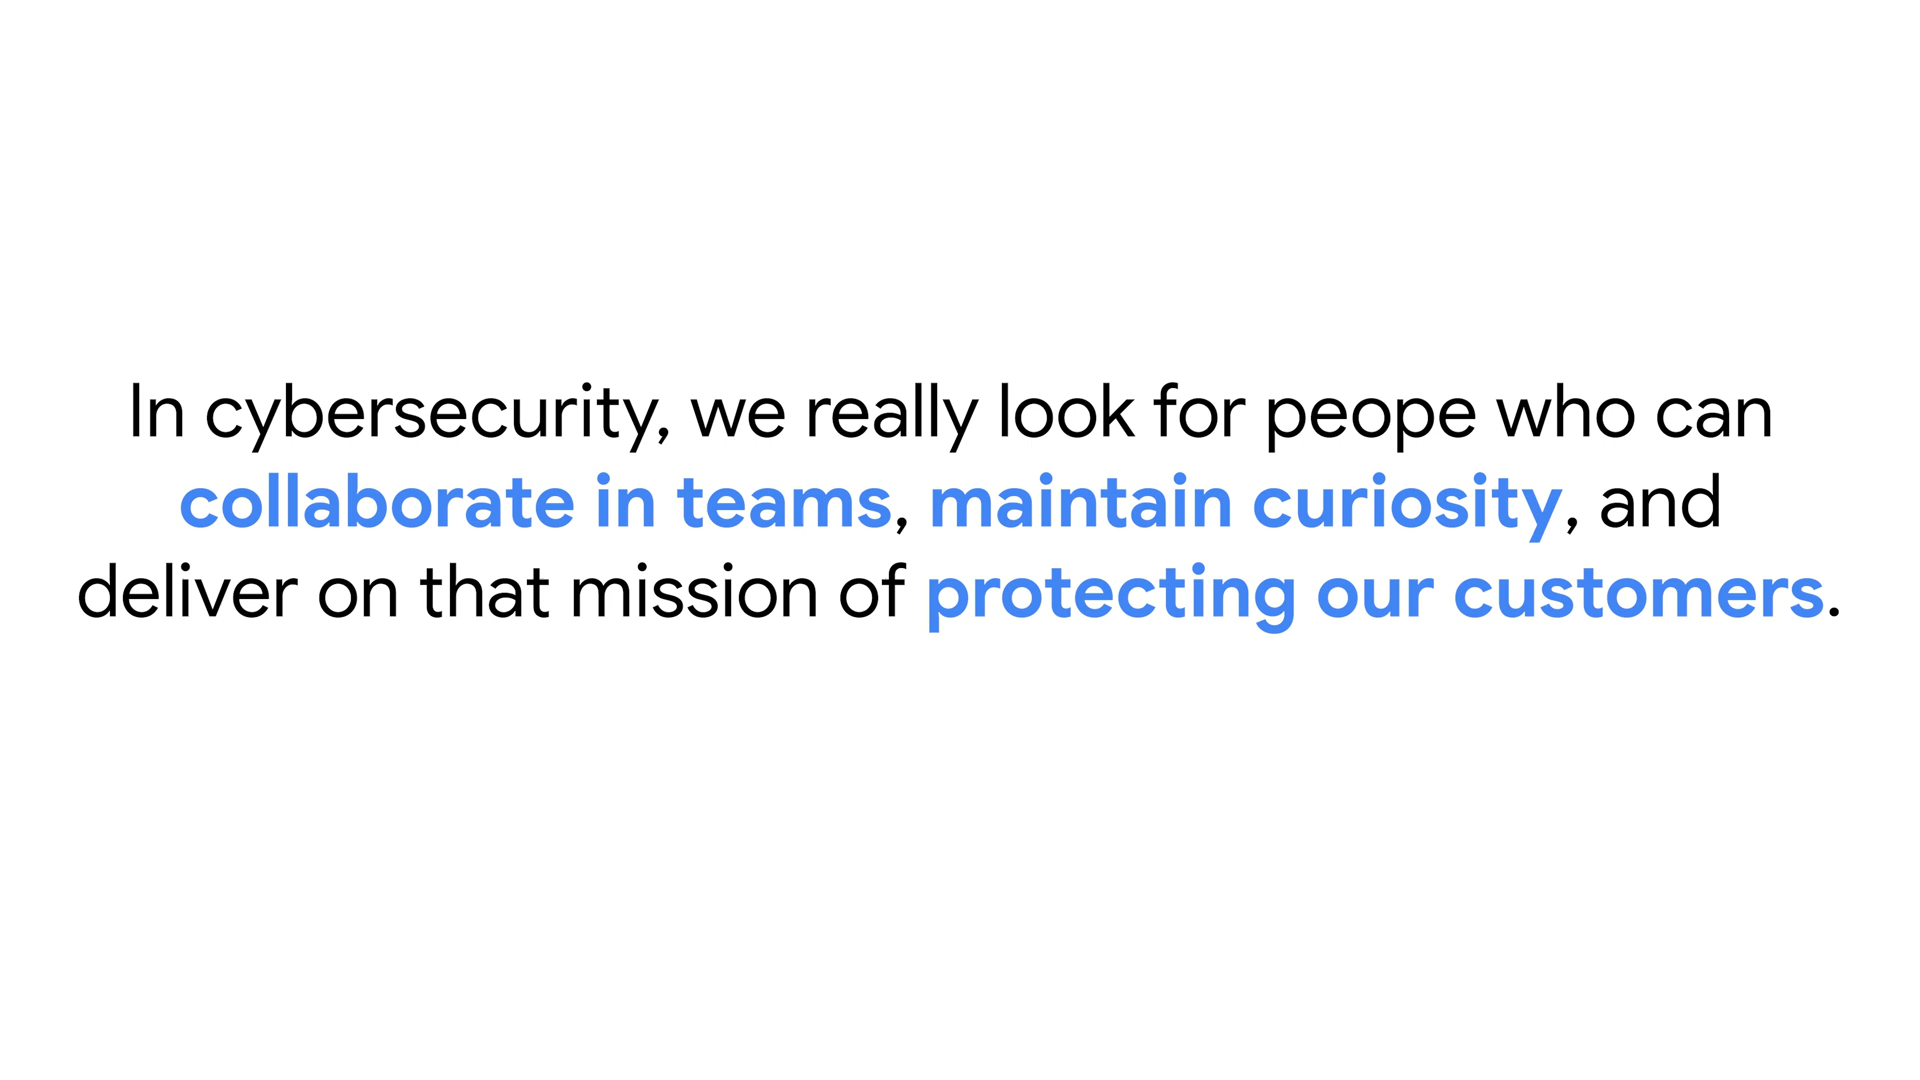 In cybersecurity, we really look for peope who can
collaborate in teams, maintain curiosity, and
deliver on that mission of protecting our customers.